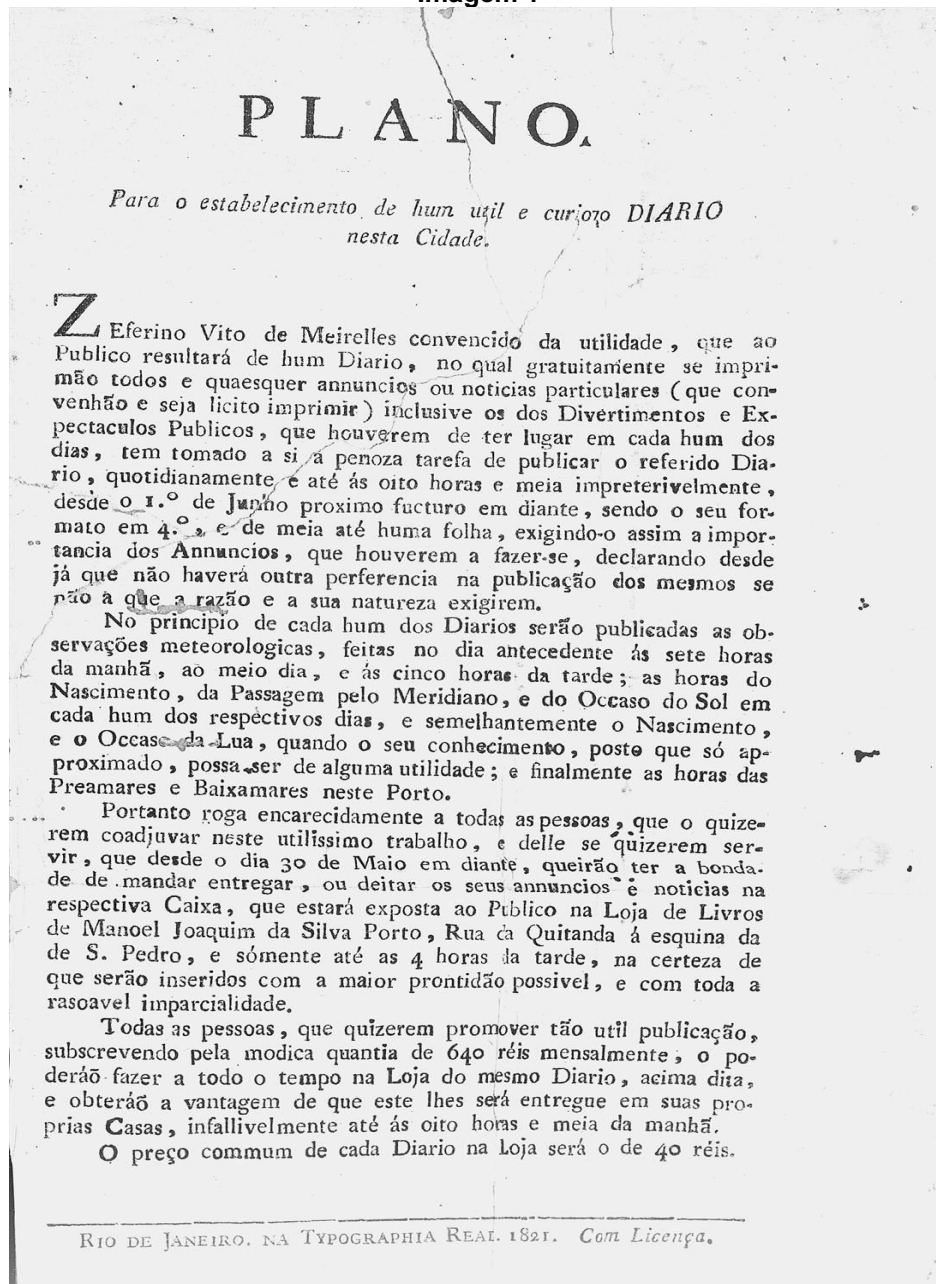 Imagem 1
PLANO.
Para o estabelecimento de hum util e curiozo DIARIO
nesta Cidade.
ZEferino Vito de Meirelles convencido da utilidade, que ao
Publico resultará de hum Diario, no qual gratuitamente se impri-
mão todos e quaesquer annuncios ou noticias particulares (que con-
venhão e seja licito imprimir) inclusive os dos Divertimentos e Ex-
pectaculos Publicos, que houverem de ter lugar em cada hum dos
dias, tem tomado a si a penoza tarefa de publicar o referido Dia-
rio, quotidianamente e até ás oito horas e meia impreterivelmente,
desde o 1.º de Junho proximo fucturo em diante, sendo o seu for-
mato em 4.º, e de meia até huma folha, exigindo-o assim a impor-
tancia dos Annuncios, que houverem a fazer-se, declarando desde
já que não haverá outra perferencia na publicação dos mesmos se
não à que a razão e a sua natureza exigirem.
No principio de cada hum dos Diarios serão publicadas as ob-
servações meteorologicas, feitas no dia antecedente ás sete horas
da manhã, ao meio dia, e ás cinco horas da tarde; as horas do
Nascimento, da Passagem pelo Meridiano, e do Occaso do Sol em
cada hum dos respectivos dias, e semelhantemente o Nascimento,
e o Occaso da Lua, quando o seu conhecimento, posto que só ap-
proximado, possa ser de alguma utilidade; e finalmente as horas das
Preamares e Baixamares neste Porto.
Portanto roga encarecidamente a todas as pessoas, que o quize-
rem coadjuvar neste utilissimo trabalho, e delle se quizerem ser-
vir, que desde o dia 30 de Maio em diante, queirão ter a bonda-
de de mandar entregar, ou deitar os seus annuncios e noticias na
respectiva Caixa, que estará exposta ao Publico na Loja de Livros
de Manoel Joaquim da Silva Porto, Rua da Quitanda á esquina da
de S. Pedro, e sómente até as 4 horas da tarde, na certeza de
que serão inseridos com a maior prontidão possivel, e com toda a
rasoavel imparcialidade.
Todas as pessoas, que quizerem promover tão util publicação,
subscrevendo pela modica quantia de 640 réis mensalmente, o po-
deráõ fazer a todo o tempo na Loja do mesmo Diario, acima dita,
e obteráõ a vantagem de que este lhes será entregue em suas pro-
prias Casas, infallivelmente até ás oito horas e meia da manhã.
O preço commum de cada Diario na Loja será o de 40 réis.
RIO DE JANEIRO. NA TYPOGRAPHIA REAL. 1821. Com Licença.